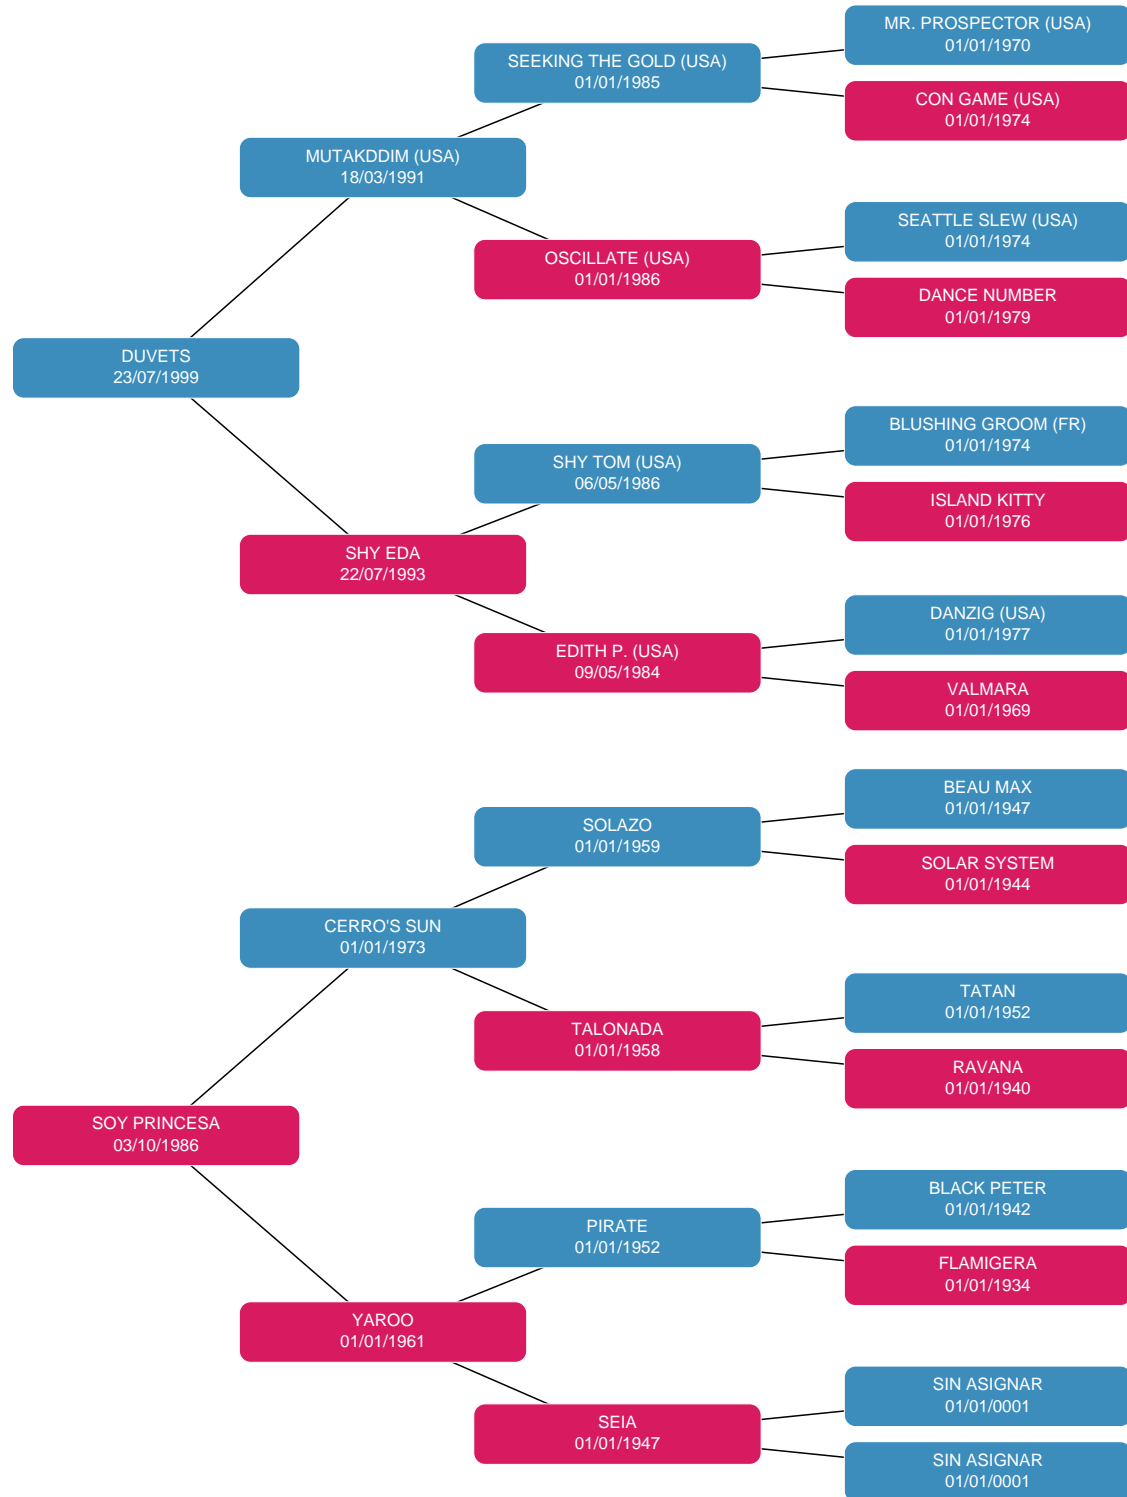 MR. PROSPECTOR (USA)
01/01/1970
SEEKING THE GOLD (USA)
01/01/1985
CON GAME (USA)
01/01/1974
MUTAKDDIM (USA)
18/03/1991
SEATTLE SLEW (USA)
01/01/1974
OSCILLATE (USA)
01/01/1986
DANCE NUMBER
01/01/1979
DUVETS
23/07/1999
BLUSHING GROOM (FR)
01/01/1974
SHY TOM (USA)
06/05/1986
ISLAND KITTY
01/01/1976
SHY EDA
22/07/1993
DANZIG (USA)
01/01/1977
EDITH P. (USA)
09/05/1984
VALMARA
01/01/1969
BEAU MAX
01/01/1947
SOLAZO
01/01/1959
SOLAR SYSTEM
01/01/1944
CERRO'S SUN
01/01/1973
TATAN
01/01/1952
TALONADA
01/01/1958
RAVANA
01/01/1940
SOY PRINCESA
03/10/1986
BLACK PETER
01/01/1942
PIRATE
01/01/1952
FLAMIGERA
01/01/1934
YAROO
01/01/1961
SIN ASIGNAR
01/01/0001
SEIA
01/01/1947
SIN ASIGNAR
01/01/0001